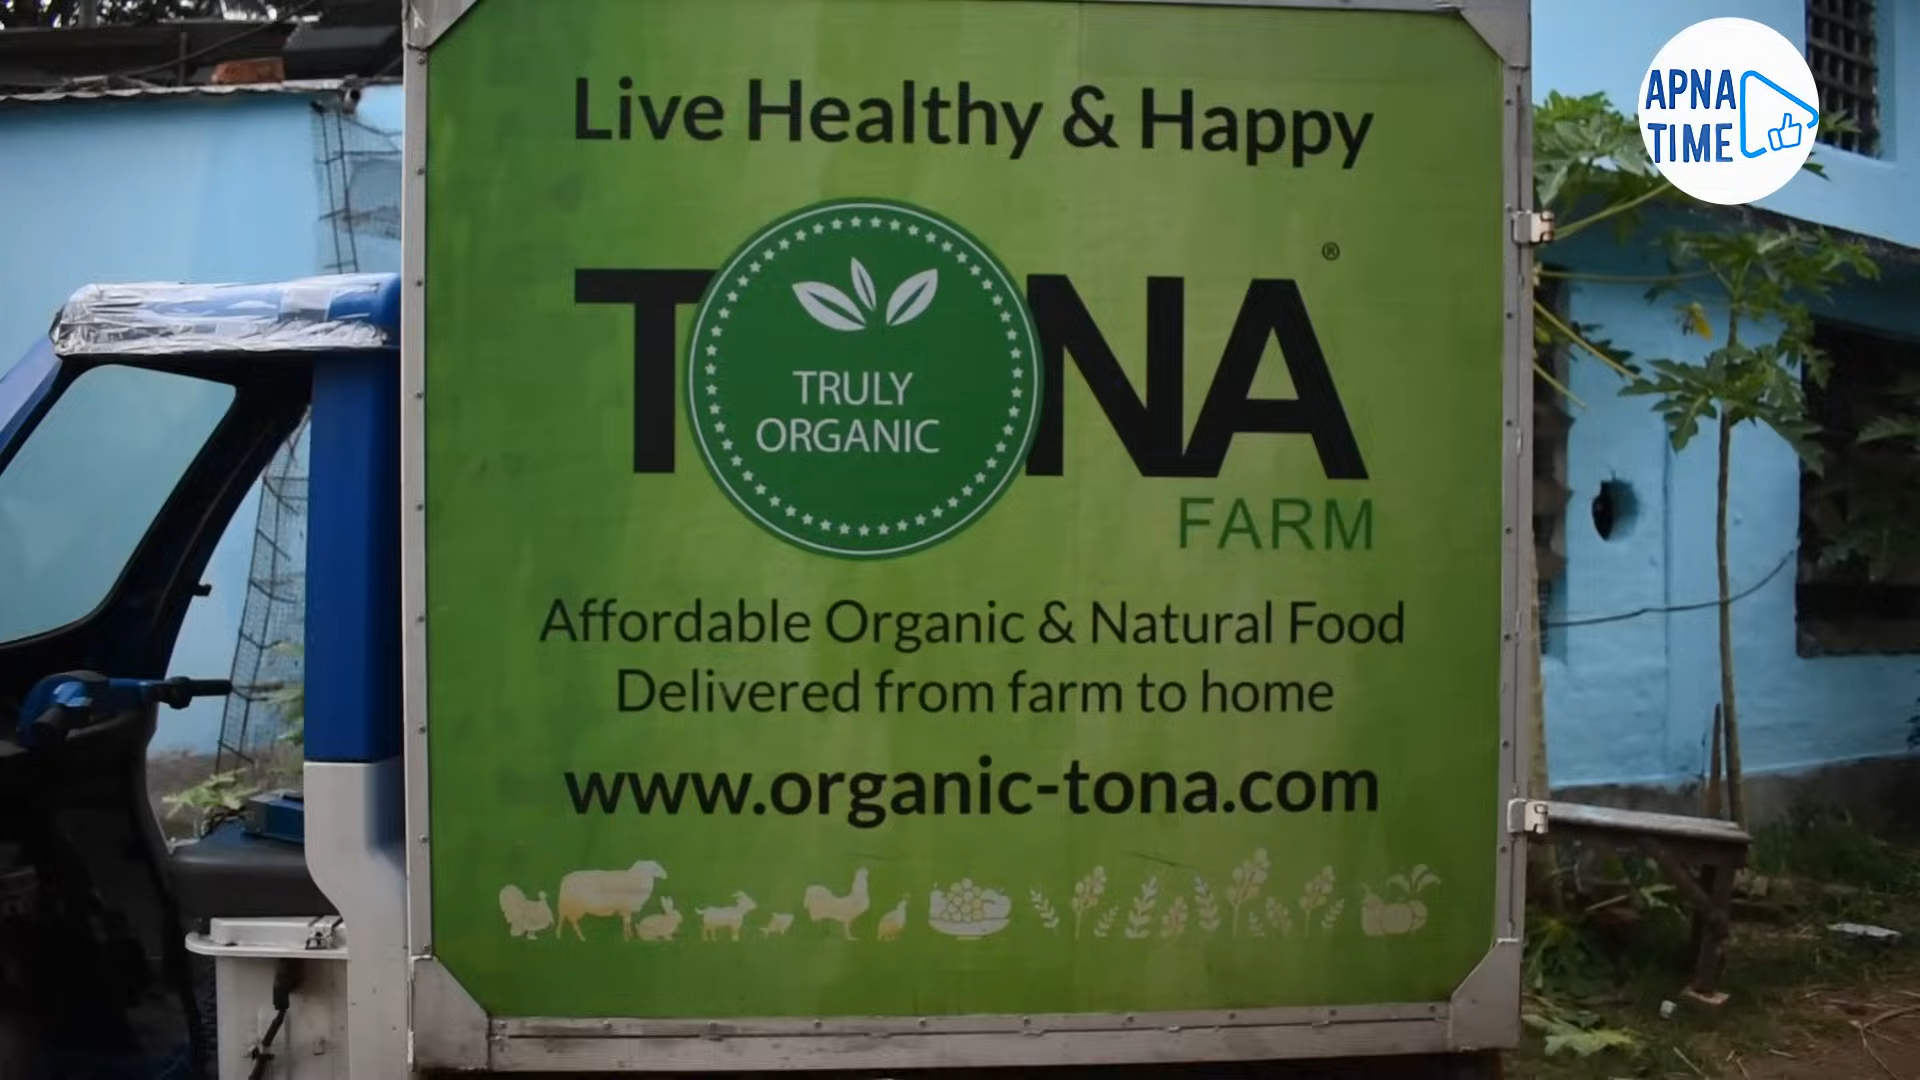 Live Healthy & Happy
TONA®
TRULY
ORGANIC
FARM
Affordable Organic & Natural Food
Delivered from farm to home
www.organic-tona.com
APNA
TIME